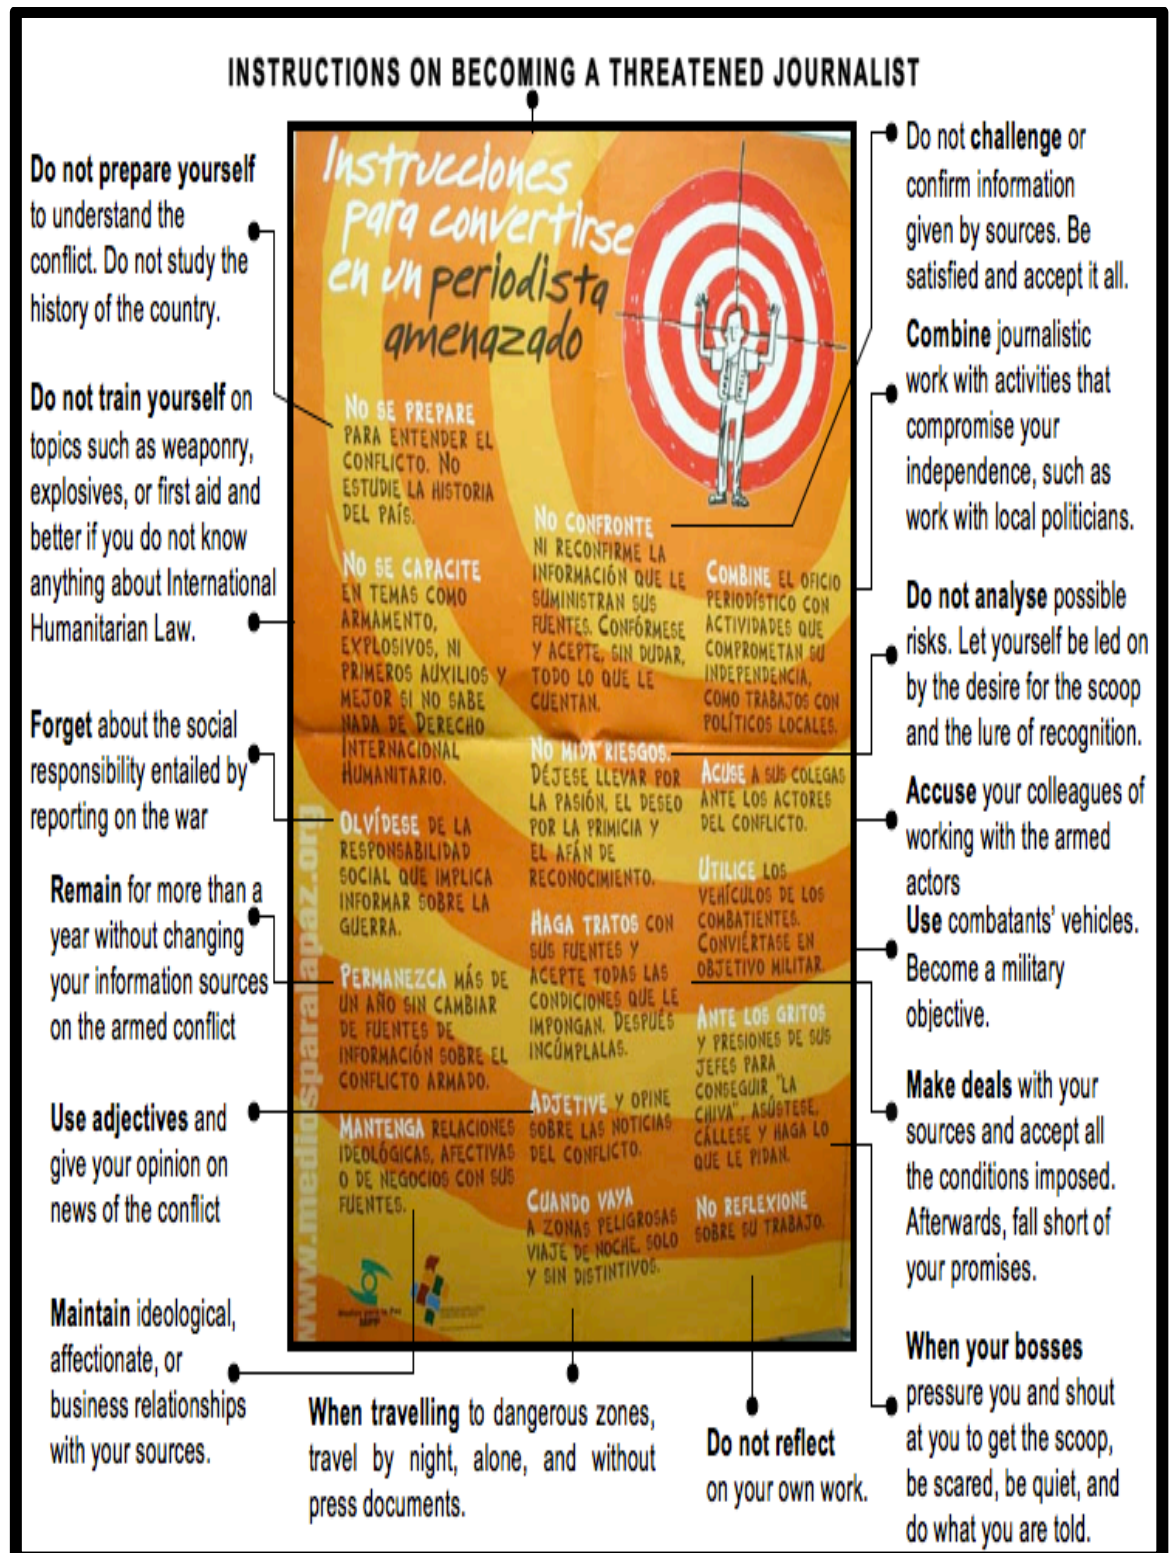 INSTRUCTIONS ON BECOMING A THREATENED JOURNALIST
Do not prepare yourself
to understand the
conflict. Do not study the
history of the country.
Do not train yourself on
topics such as weaponry,
explosives, or first aid and
better if you do not know
anything about International
Humanitarian Law.
Forget about the social
responsibility entailed by
reporting on the war
Remain for more than a
year without changing
your information sources
on the armed conflict
Use adjectives and
give your opinion on
news of the conflict
Maintain ideological,
affectionate, or
business relationships
with your sources.
Instrucciones
para convertirse
en un periodista
amenazado
No se prepare
para entender el
conflicto. No
estudie la historia
del país.
No se capacite
en temas como
armamento,
explosivos, ni
primeros auxilios y
mejor si no sabe
nada de Derecho
Internacional
Humanitario.
Olvídese de la
responsabilidad
social que implica
informar sobre la
guerra.
Permanezca más de
un año sin cambiar
de fuentes de
información sobre el
conflicto armado.
Mantenga relaciones
ideológicas, afectivas
o de negocios con sus
fuentes.
No confronte
ni reconfirme la
información que le
suministran sus
fuentes. Confórmese
y acepte, sin dudar,
todo lo que le
cuentan.
No mida riesgos.
Déjese llevar por
la pasión, el deseo
por la primicia y
el afán de
reconocimiento.
Haga tratos con
sus fuentes y
acepte todas las
condiciones que le
impongan. Después
incúmplalas.
Adjetive y opine
sobre las noticias
del conflicto.
Cuando vaya
a zonas peligrosas
viaje de noche, solo
y sin distintivos.
Combine el oficio
periodístico con
actividades que
comprometan su
independencia,
como trabajos con
políticos locales.
Acuse a sus colegas
ante los actores
del conflicto.
Utilice los
vehículos de los
combatientes.
Conviértase en
objetivo militar.
Ante los gritos
y presiones de sus
jefes para
conseguir "la
chiva", asústese,
cállese y haga lo
que le pidan.
No reflexione
sobre su trabajo.
www.mediosparalapaz.org
Medios para la Paz
MPP
Do not challenge or
confirm information
given by sources. Be
satisfied and accept it all.
Combine journalistic
work with activities that
compromise your
independence, such as
work with local politicians.
Do not analyse possible
risks. Let yourself be led on
by the desire for the scoop
and the lure of recognition.
Accuse your colleagues of
working with the armed
actors
Use combatants' vehicles.
Become a military
objective.
Make deals with your
sources and accept all
the conditions imposed.
Afterwards, fall short of
your promises.
When your bosses
pressure you and shout
at you to get the scoop,
be scared, be quiet, and
do what you are told.
When travelling to dangerous zones,
travel by night, alone, and without
press documents.
Do not reflect
on your own work.